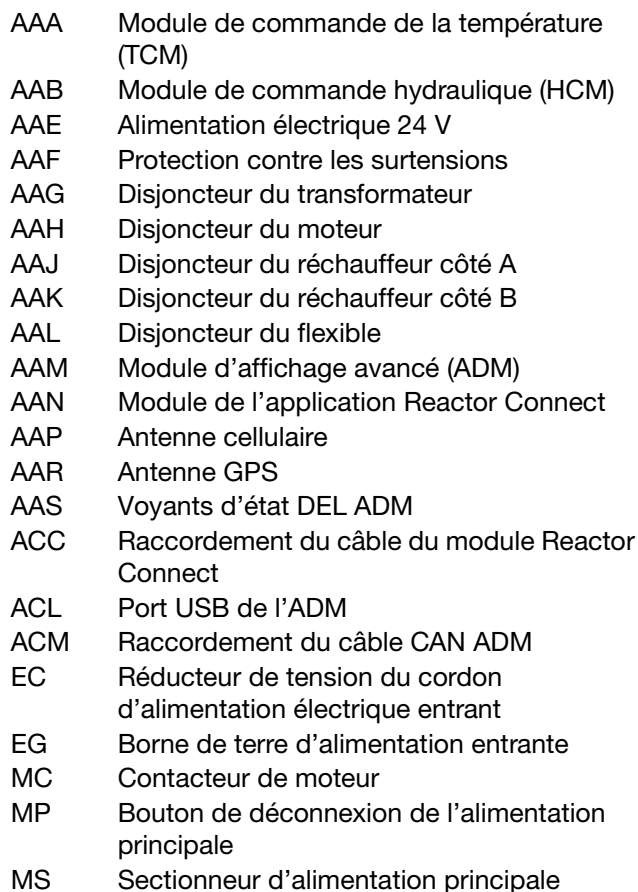 AAA Module de commande de la température
(TCM)
AAB Module de commande hydraulique (HCM)
AAE Alimentation électrique 24 V
AAF Protection contre les surtensions
AAG Disjoncteur du transformateur
AAH Disjoncteur du moteur
AAJ Disjoncteur du réchauffeur côté A
AAK Disjoncteur du réchauffeur côté B
AAL Disjoncteur du flexible
AAM Module d’affichage avancé (ADM)
AAN Module de l’application Reactor Connect
AAP Antenne cellulaire
AAR Antenne GPS
AAS Voyants d’état DEL ADM
ACC Raccordement du câble du module Reactor
Connect
ACL Port USB de l’ADM
ACM Raccordement du câble CAN ADM
EC Réducteur de tension du cordon
d’alimentation électrique entrant
EG Borne de terre d’alimentation entrante
MC Contacteur de moteur
MP Bouton de déconnexion de l’alimentation
principale
MS Sectionneur d’alimentation principale